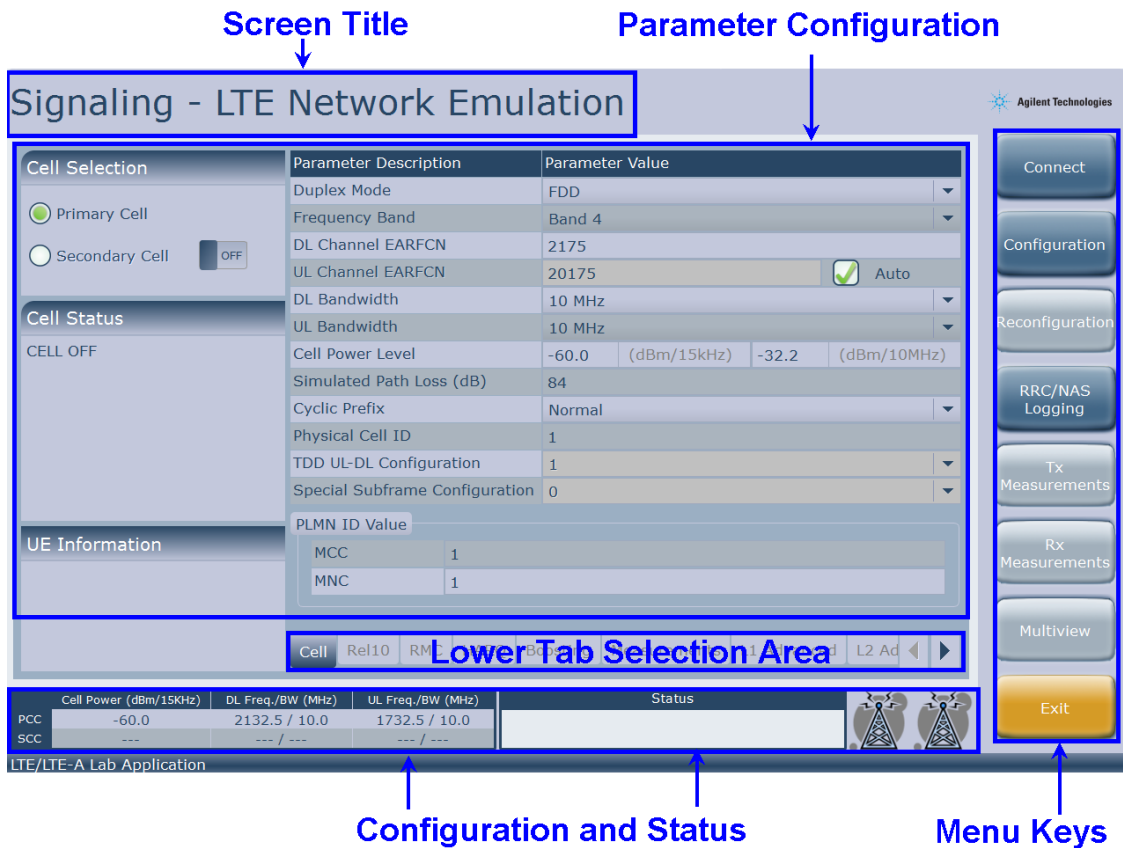 Screen Title
Parameter Configuration
Signaling - LTE Network Emulation
Agilent Technologies
Cell Selection
Primary Cell
Secondary Cell OFF
Cell Status
CELL OFF
UE Information
Parameter Description Parameter Value
Duplex Mode FDD
Frequency Band Band 4
DL Channel EARFCN 2175
UL Channel EARFCN 20175 Auto
DL Bandwidth 10 MHz
UL Bandwidth 10 MHz
Cell Power Level -60.0 (dBm/15kHz) -32.2 (dBm/10MHz)
Simulated Path Loss (dB) 84
Cyclic Prefix Normal
Physical Cell ID 1
TDD UL-DL Configuration 1
Special Subframe Configuration 0
PLMN ID Value
MCC 1
MNC 1
Cell Rel10 RMC L2 Ad
Lower Tab Selection Area
Connect
Configuration
Reconfiguration
RRC/NAS
Logging
Tx
Measurements
Rx
Measurements
Multiview
Exit
Cell Power (dBm/15KHz) DL Freq./BW (MHz) UL Freq./BW (MHz) Status
PCC -60.0 2132.5 / 10.0 1732.5 / 10.0
SCC --- --- / --- --- / ---
LTE/LTE-A Lab Application
Configuration and Status
Menu Keys